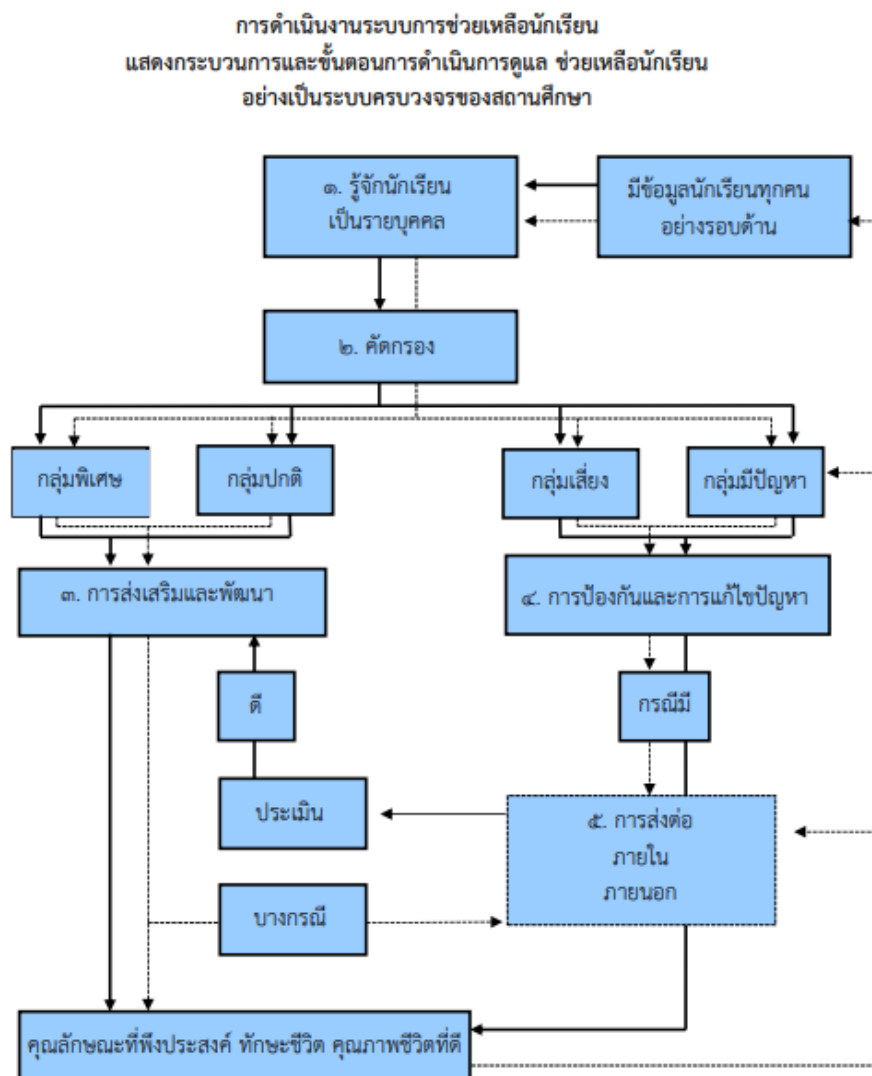 การดำเนินงานระบบการช่วยเหลือนักเรียน
แสดงกระบวนการและขั้นตอนการดำเนินการดูแล ช่วยเหลือนักเรียน
อย่างเป็นระบบครบวงจรของสถานศึกษา
๑. รู้จักนักเรียน
เป็นรายบุคคล
มีข้อมูลนักเรียนทุกคน
อย่างรอบด้าน
๒. คัดกรอง
กลุ่มพิเศษ
กลุ่มปกติ
กลุ่มเสี่ยง
กลุ่มมีปัญหา
๓. การส่งเสริมและพัฒนา
๔. การป้องกันและการแก้ไขปัญหา
ดี
กรณีมี
ประเมิน
๕. การส่งต่อ
ภายใน
ภายนอก
บางกรณี
คุณลักษณะที่พึงประสงค์ ทักษะชีวิต คุณภาพชีวิตที่ดี